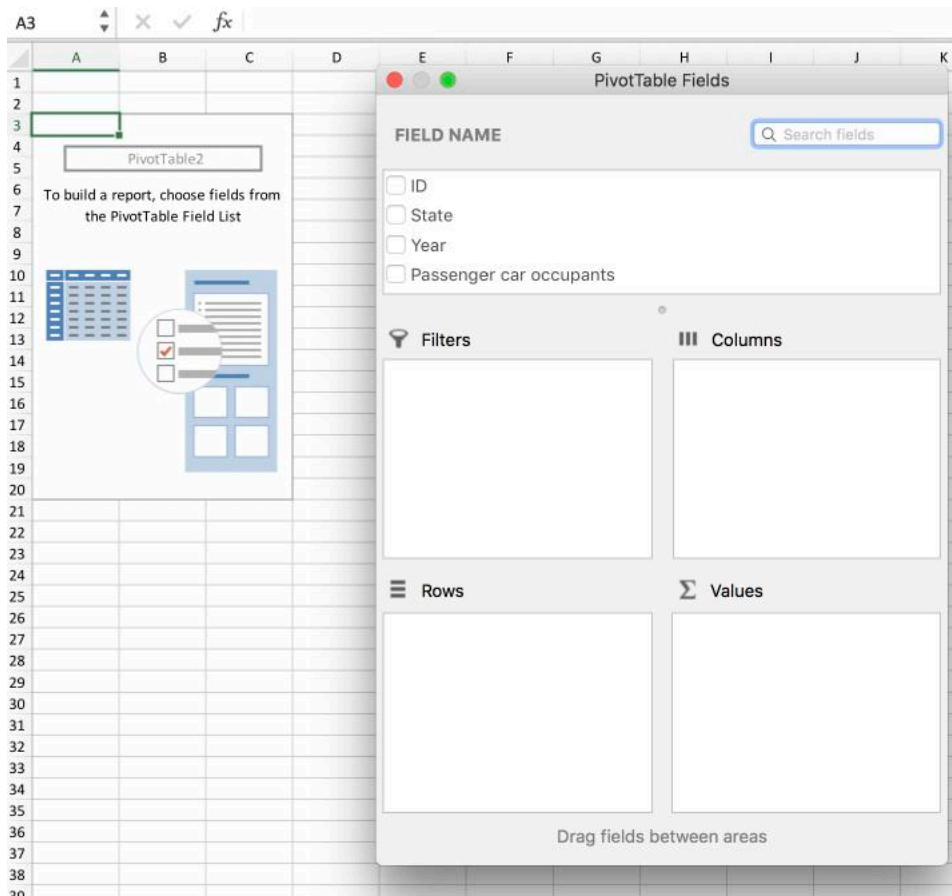 A3
fx
A B C D E F G H I J K
PivotTable Fields
1
2
3
FIELD NAME
Search fields
4
PivotTable2
5
6
To build a report, choose fields from
ID
7
the PivotTable Field List
State
8
Year
9
10
Passenger car occupants
11
12
13
Filters
Columns
14
15
16
17
18
19
20
21
22
23
24
25
Rows
Values
26
27
28
29
30
31
32
33
34
35
36
Drag fields between areas
37
38
39